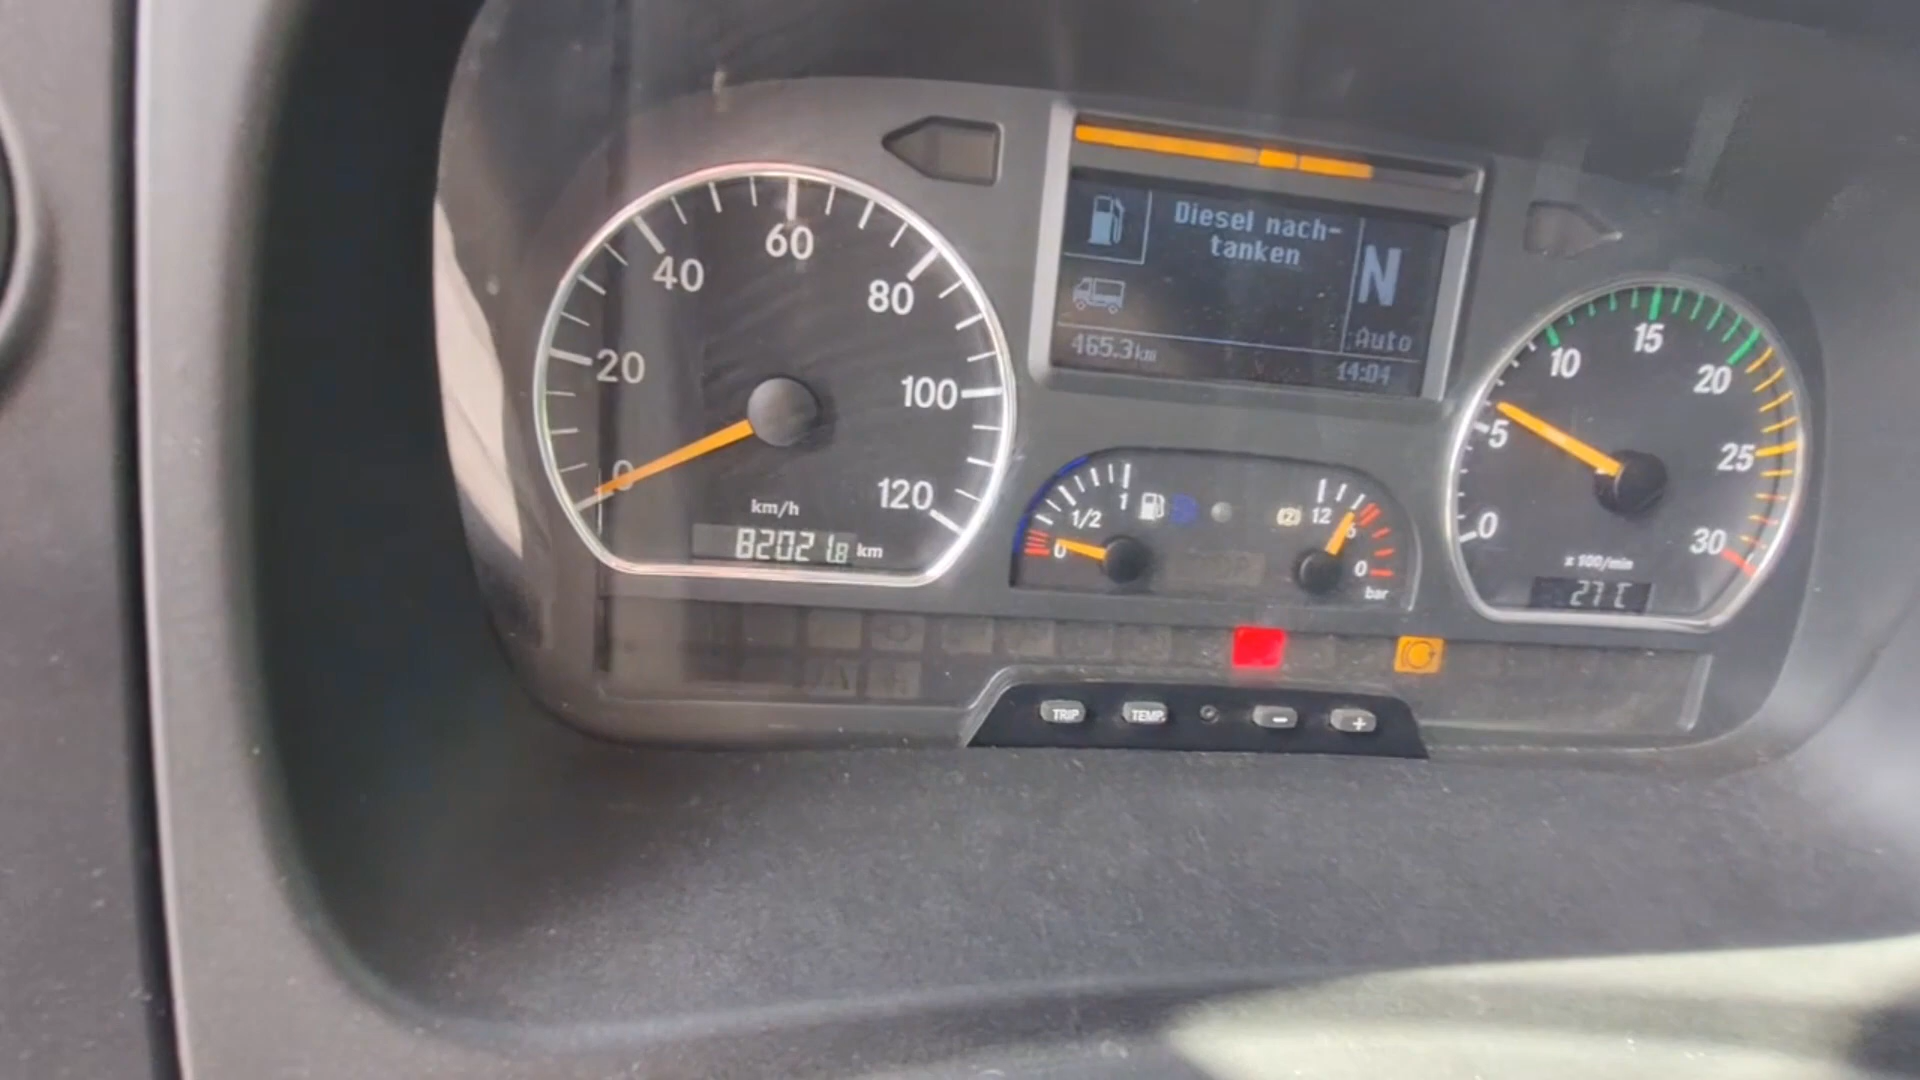 Diesel nach-
tanken
N
Auto
465.3 km
14:04
0
20
40
60
80
100
120
km/h
82021.8 km
0
1/2
1
(2)
12
6
0
bar
0
5
10
15
20
25
30
x 100/min
27 C
TRIP
TEMP.
−
+